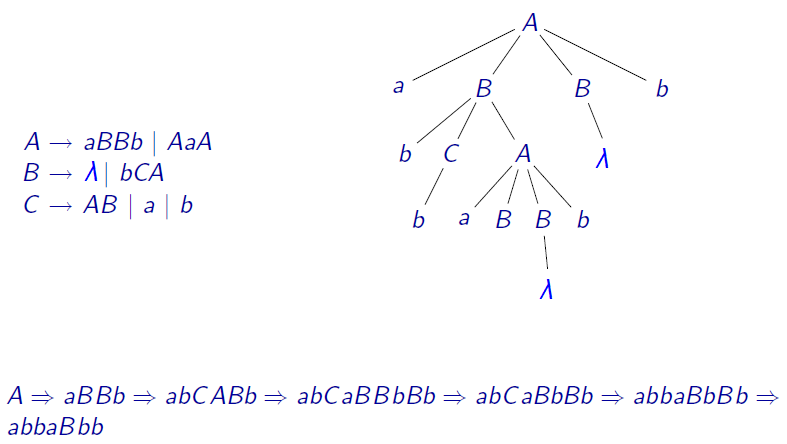 A
a B B b
A → aBBb | AaA
b C A λ
B → λ | bCA
C → AB | a | b
b a B B b
λ
A ⇒ aBBb ⇒ abCABb ⇒ abCaBBbBb ⇒ abCaBbBb ⇒ abbaBbBb ⇒
abbaBbb